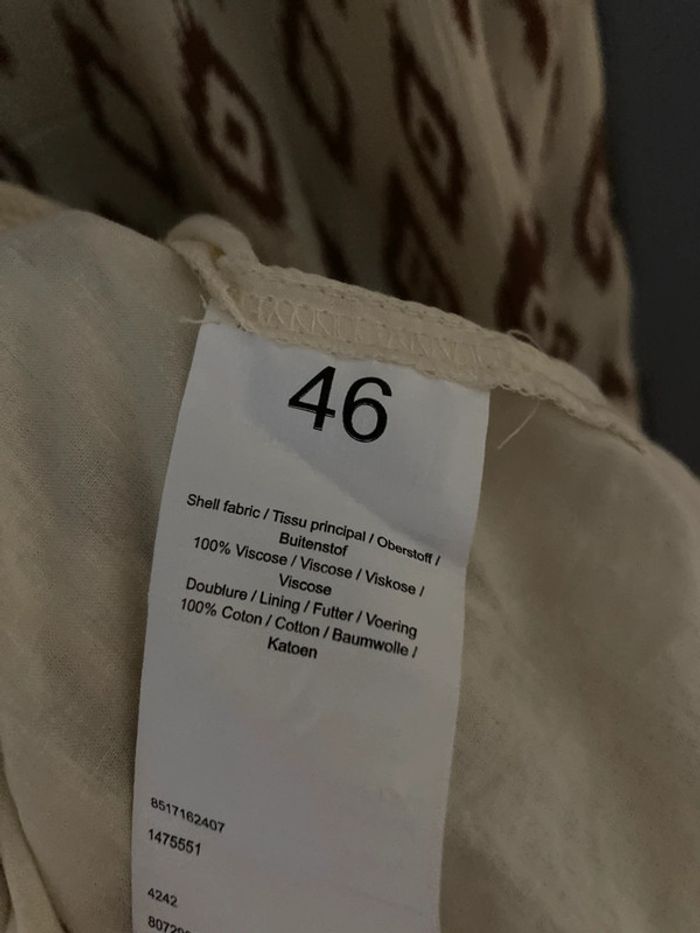 46
Shell fabric / Tissu principal / Oberstoff /
Buitenstof
100% Viscose / Viscose / Viskose /
Viscose
Doublure / Lining / Futter / Voering
100% Coton / Cotton / Baumwolle /
Katoen
8517162407
1475551
4242